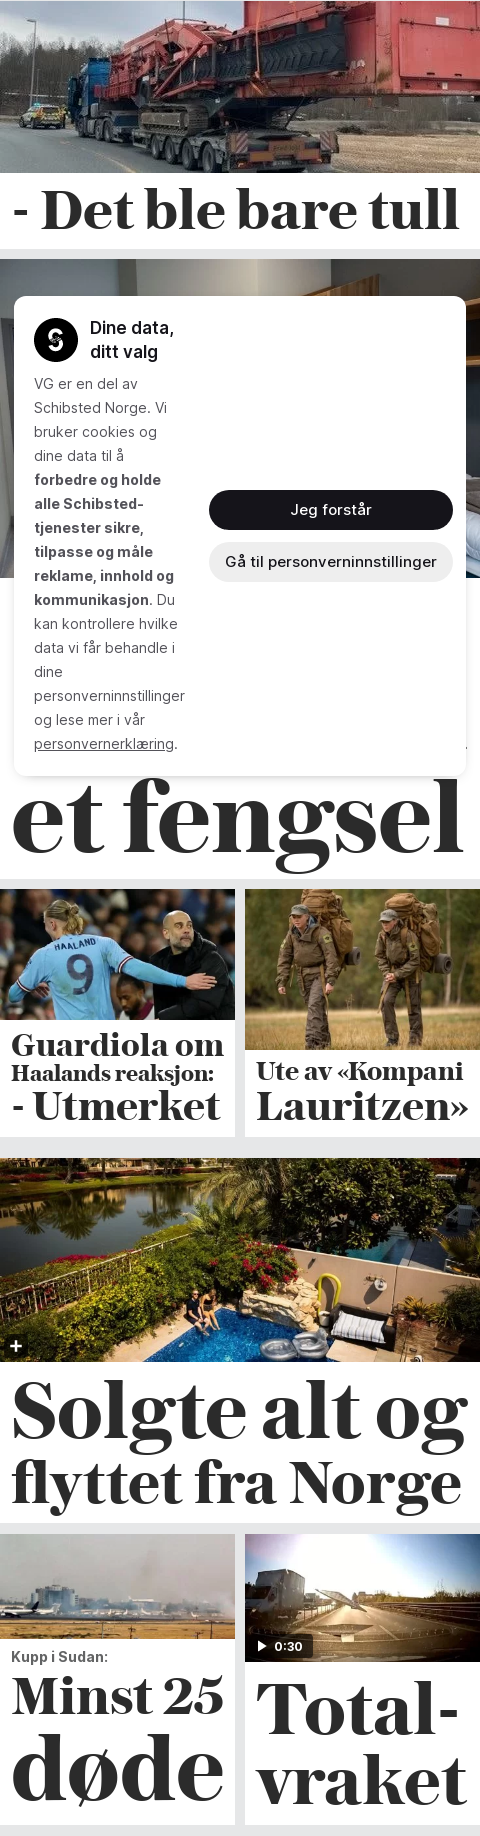 - Det ble bare tull
Dine data,
ditt valg
VG er en del av
Schibsted Norge. Vi
bruker cookies og
dine data til å
forbedre og holde
alle Schibsted-
tjenester sikre,
tilpasse og måle
reklame, innhold og
kommunikasjon. Du
kan kontrollere hvilke
data vi får behandle i
dine
personverninnstillinger
og lese mer i vår
personvernerklæring.
Jeg forstår
Gå til personverninnstillinger
et fengsel
HAALAND
9
Guardiola om
Haalands reaksjon:
- Utmerket
Ute av «Kompani
Lauritzen»
Solgte alt og
flyttet fra Norge
Kupp i Sudan:
Minst 25
døde
0:30
Total-
vraket